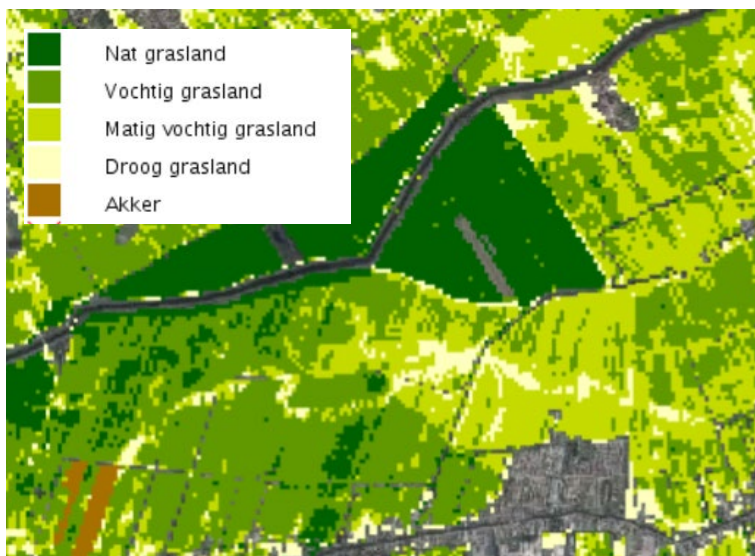 Nat grasland
Vochtig grasland
Matig vochtig grasland
Droog grasland
Akker